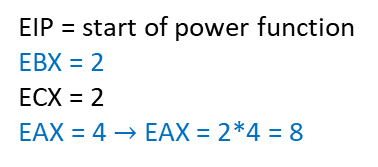 EIP = start of power function
EBX = 2
ECX = 2
EAX = 4 → EAX = 2*4 = 8